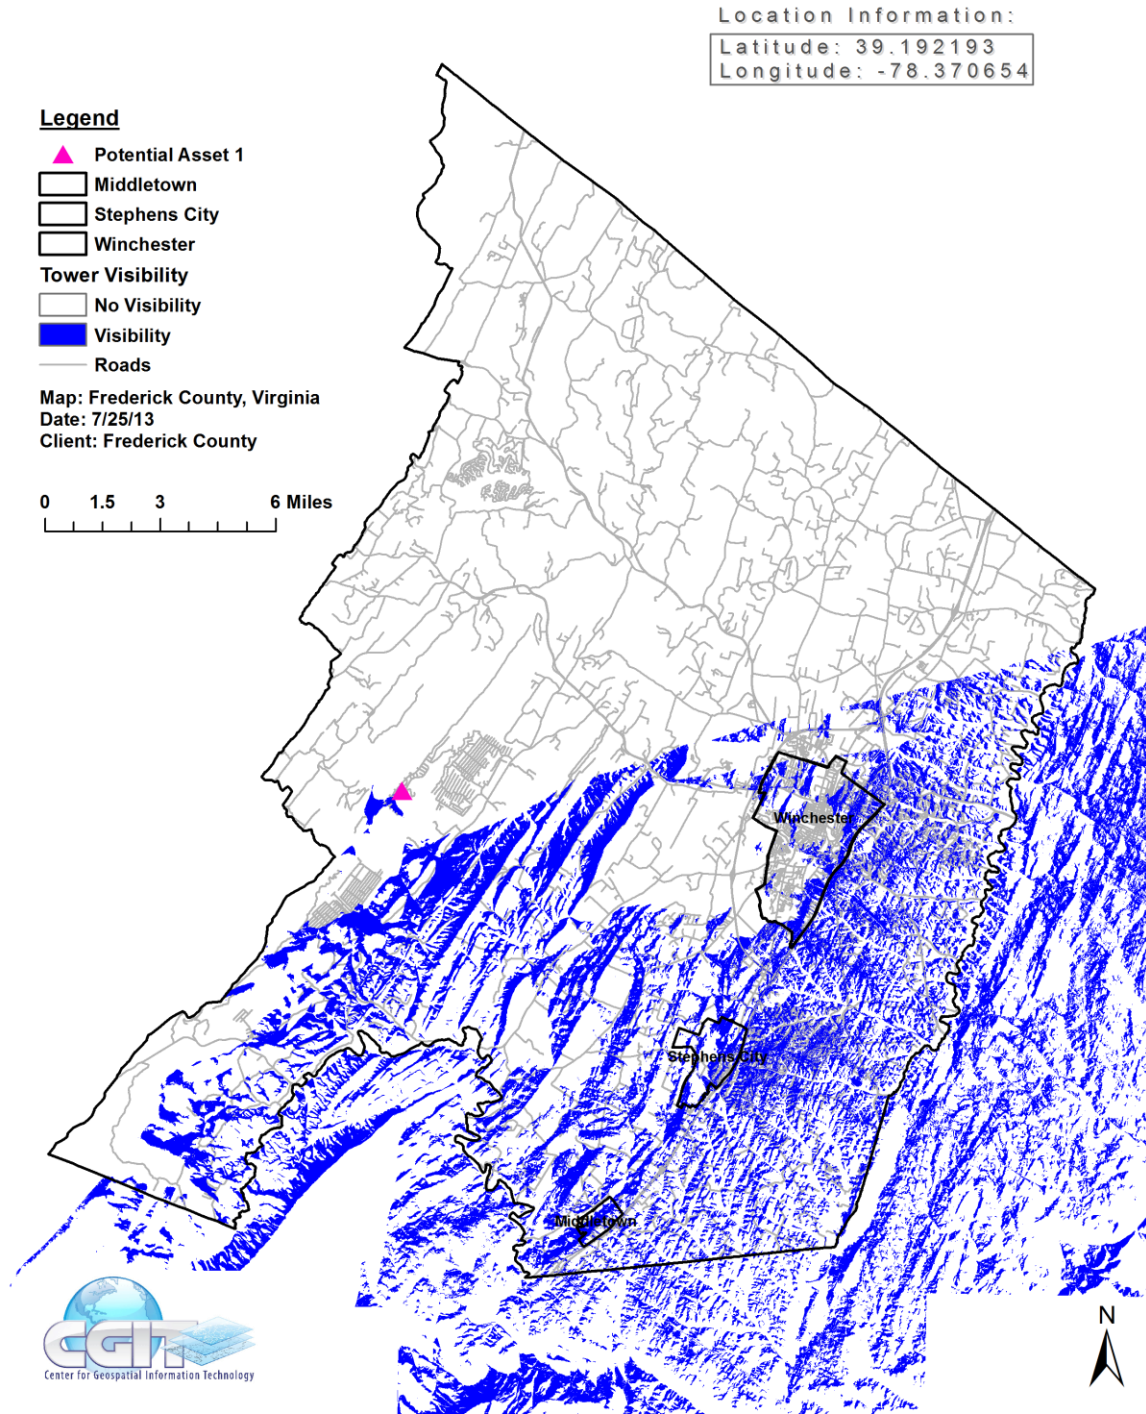 Location Information:
Latitude: 39.192193
Longitude: -78.370654
Legend
Potential Asset 1
Middletown
Stephens City
Winchester
Tower Visibility
No Visibility
Visibility
Roads
Map: Frederick County, Virginia
Date: 7/25/13
Client: Frederick County
0 1.5 3 6 Miles
Winchester
Stephens City
Middletown
CGIT
Center for Geospatial Information Technology
N